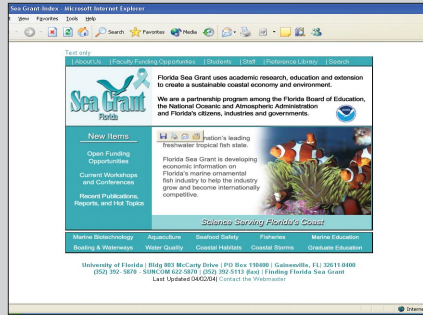 Sea Grant-Index - Microsoft Internet Explorer
View Favorites Tools Help
Search Favorites Media
Text only
| About Us | Faculty Funding Opportunities | Students | Staff | Reference Library | Search
Sea Grant
Florida
Florida Sea Grant uses academic research, education and extension
to create a sustainable coastal economy and environment.
We are a partnership program among the Florida Board of Education,
the National Oceanic and Atmospheric Administration
and Florida's citizens, industries and governments.
New Items
Open Funding
Opportunities
Current Workshops
and Conferences
Recent Publications,
Reports, and Hot Topics
nation's leading
freshwater tropical fish state.
Florida Sea Grant is developing
economic information on
Florida's marine ornamental
fish industry to help the industry
grow and become internationally
competitive.
Science Serving Florida's Coast
Marine Biotechnology Aquaculture Seafood Safety Fisheries Marine Education
Boating & Waterways Water Quality Coastal Habitats Coastal Storms Graduate Education
University of Florida | Bldg 803 McCarty Drive | PO Box 110400 | Gainesville, FL| 32611-0400
(352) 392- 5870 - SUNCOM 622-5870 | (352) 392-5113 (fax) | Finding Florida Sea Grant
Last Updated 04/02/04| Contact the Webmaster